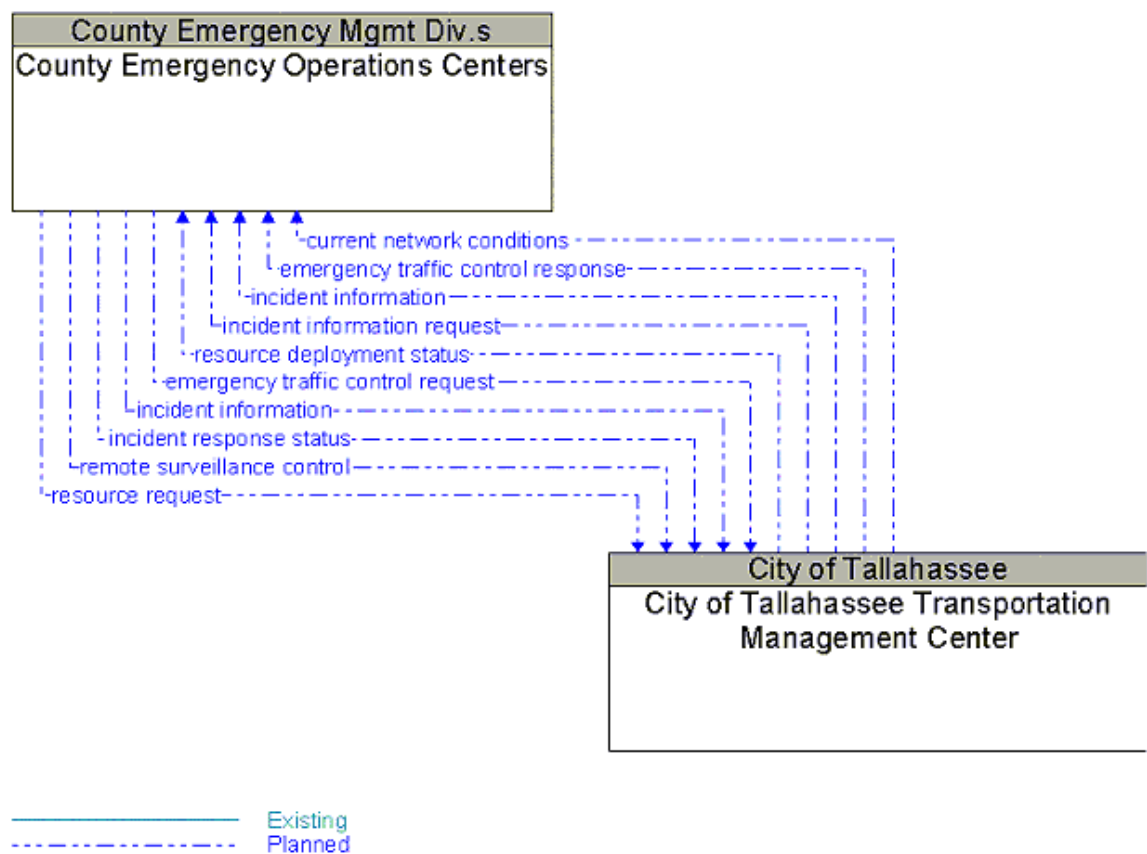 County Emergency Mgmt Div.s
County Emergency Operations Centers
current network conditions
emergency traffic control response
incident information
incident information request
resource deployment status
emergency traffic control request
incident information
incident response status
remote surveillance control
resource request
City of Tallahassee
City of Tallahassee Transportation
Management Center
Existing
Planned